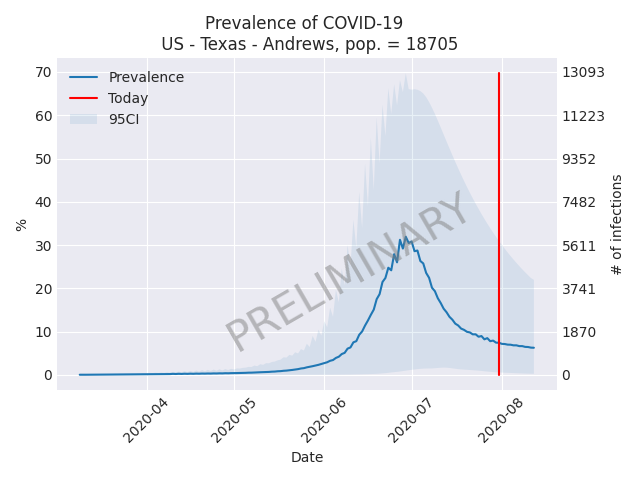 Prevalence of COVID-19
US - Texas - Andrews, pop. = 18705
70
60
50
40
30
20
10
0
%
Prevalence
Today
95CI
PRELIMINARY
13093
11223
9352
7482
5611
3741
1870
0
# of infections
2020-04
2020-05
2020-06
2020-07
2020-08
Date